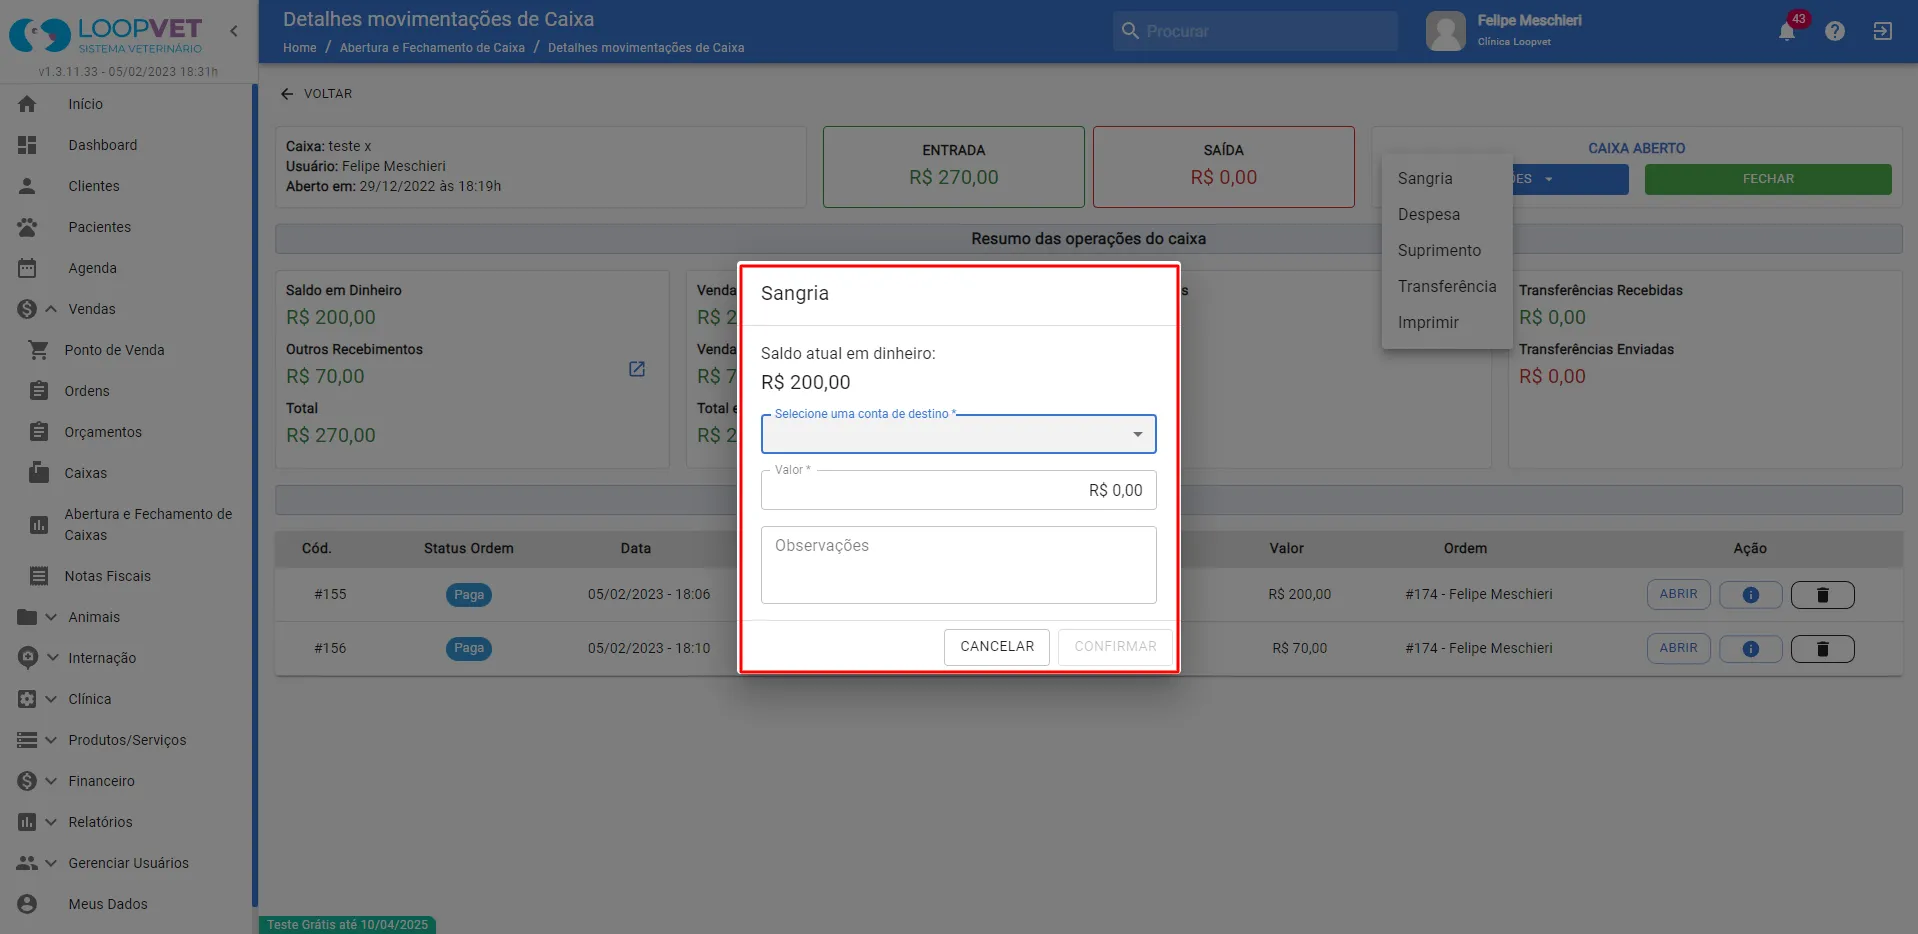 LOOPVET
SISTEMA VETERINÁRIO
v1.3.11.33 - 05/02/2023 18:31h
Início
Dashboard
Clientes
Pacientes
Agenda
Vendas
Ponto de Venda
Ordens
Orçamentos
Caixas
Abertura e Fechamento de
Caixas
Notas Fiscais
Animais
Internação
Clínica
Produtos/Serviços
Financeiro
Relatórios
Gerenciar Usuários
Meus Dados
Detalhes movimentações de Caixa
Home / Abertura e Fechamento de Caixa / Detalhes movimentações de Caixa
Procurar
Felipe Meschieri
Clínica Loopvet
43
VOLTAR
Caixa: teste x
Usuário: Felipe Meschieri
Aberto em: 29/12/2022 às 18:19h
ENTRADA
R$ 270,00
SAÍDA
R$ 0,00
CAIXA ABERTO
ES
FECHAR
Sangria
Despesa
Suprimento
Transferência
Imprimir
Resumo das operações do caixa
Saldo em Dinheiro
R$ 200,00
Outros Recebimentos
R$ 70,00
Total
R$ 270,00
Venda
R$ 2
Venda
R$ 7
Total e
R$ 2
s
Transferências Recebidas
R$ 0,00
Transferências Enviadas
R$ 0,00
Sangria
Saldo atual em dinheiro:
R$ 200,00
Selecione uma conta de destino *
Valor *
R$ 0,00
Observações
CANCELAR CONFIRMAR
Cód. Status Ordem Data Valor Ordem Ação
#155 Paga 05/02/2023 - 18:06 R$ 200,00 #174 - Felipe Meschieri ABRIR
#156 Paga 05/02/2023 - 18:10 R$ 70,00 #174 - Felipe Meschieri ABRIR
Teste Grátis até 10/04/2025